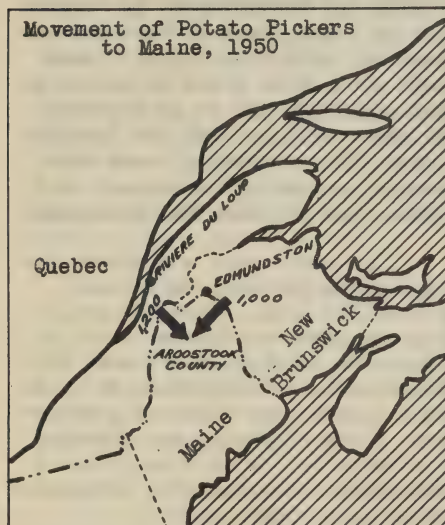 Movement of Potato Pickers
to Maine, 1950
RIVIERE DU LOUP
Quebec
EDMUNDSTON
1,200
1,000
New
Brunswick
AROOSTOOK
COUNTY
Maine